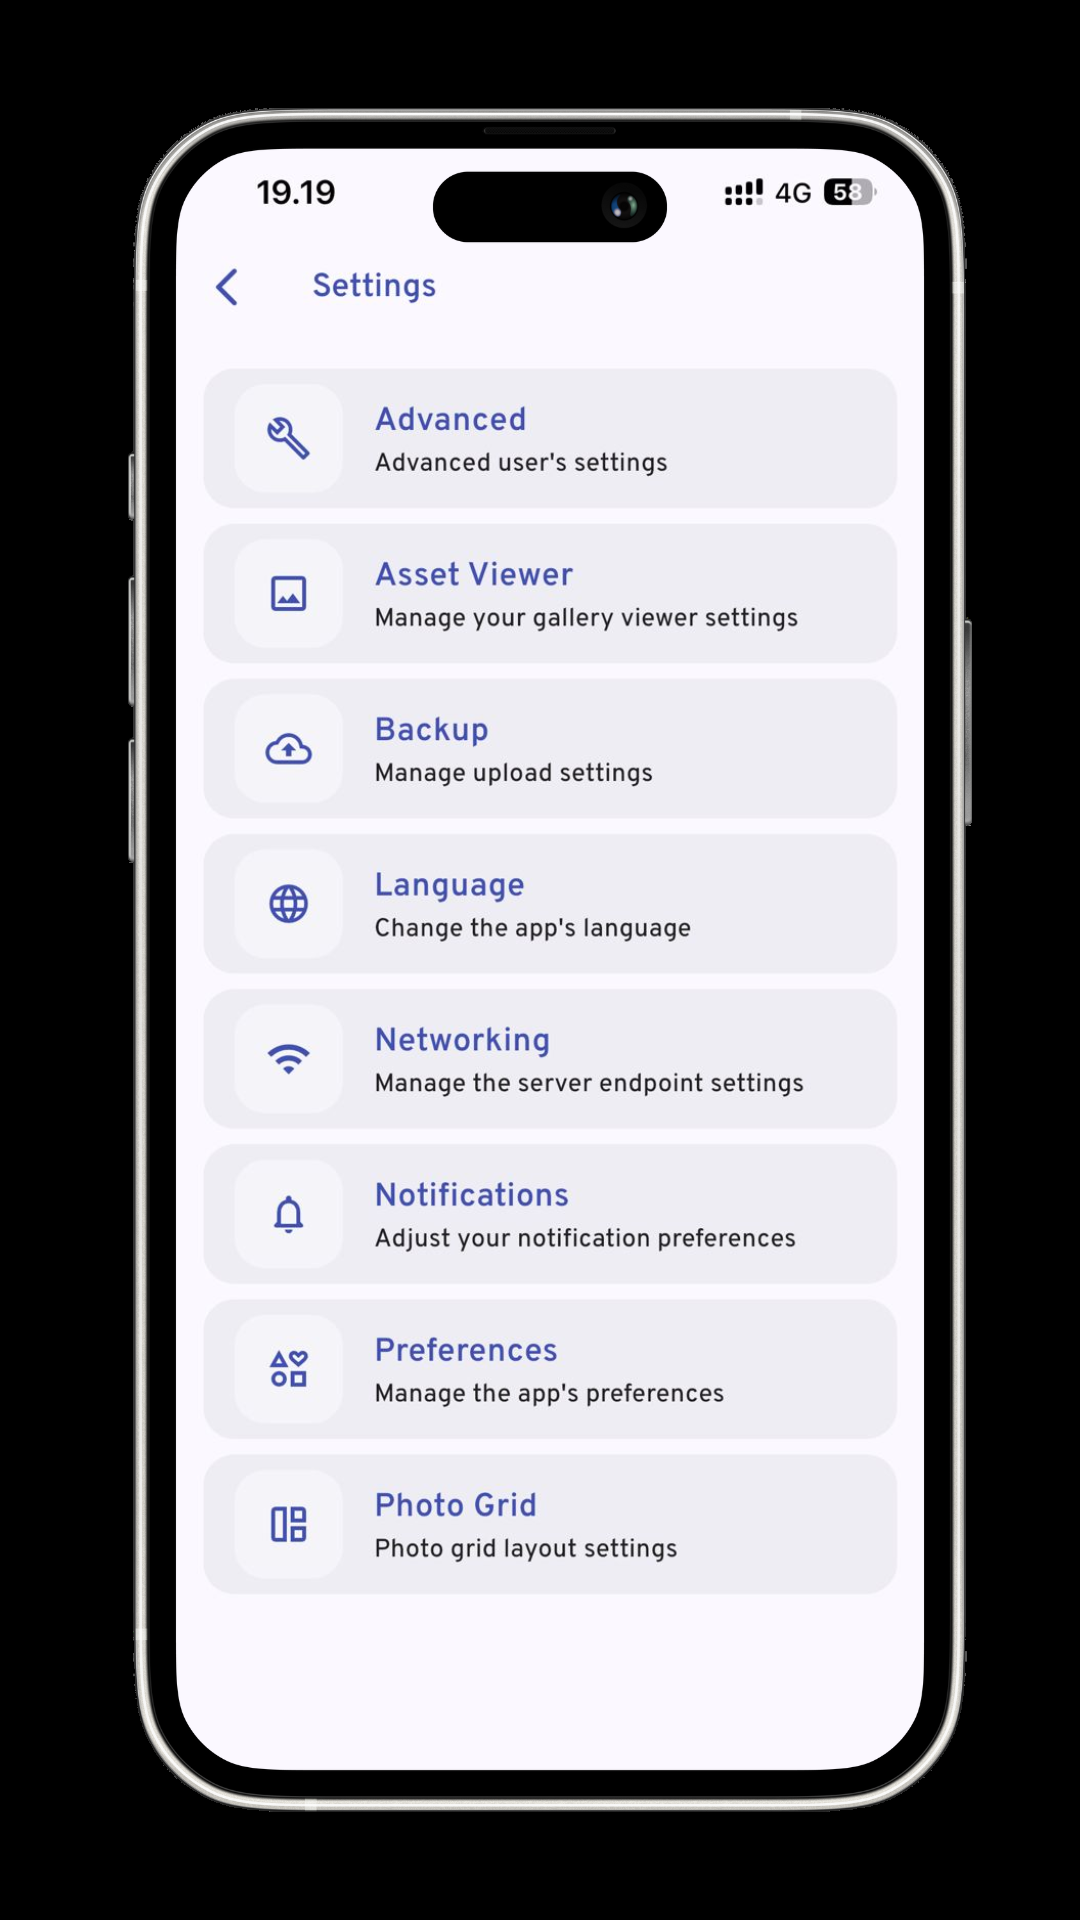 19.19 4G 58
Settings
Advanced
Advanced user's settings
Asset Viewer
Manage your gallery viewer settings
Backup
Manage upload settings
Language
Change the app's language
Networking
Manage the server endpoint settings
Notifications
Adjust your notification preferences
Preferences
Manage the app's preferences
Photo Grid
Photo grid layout settings